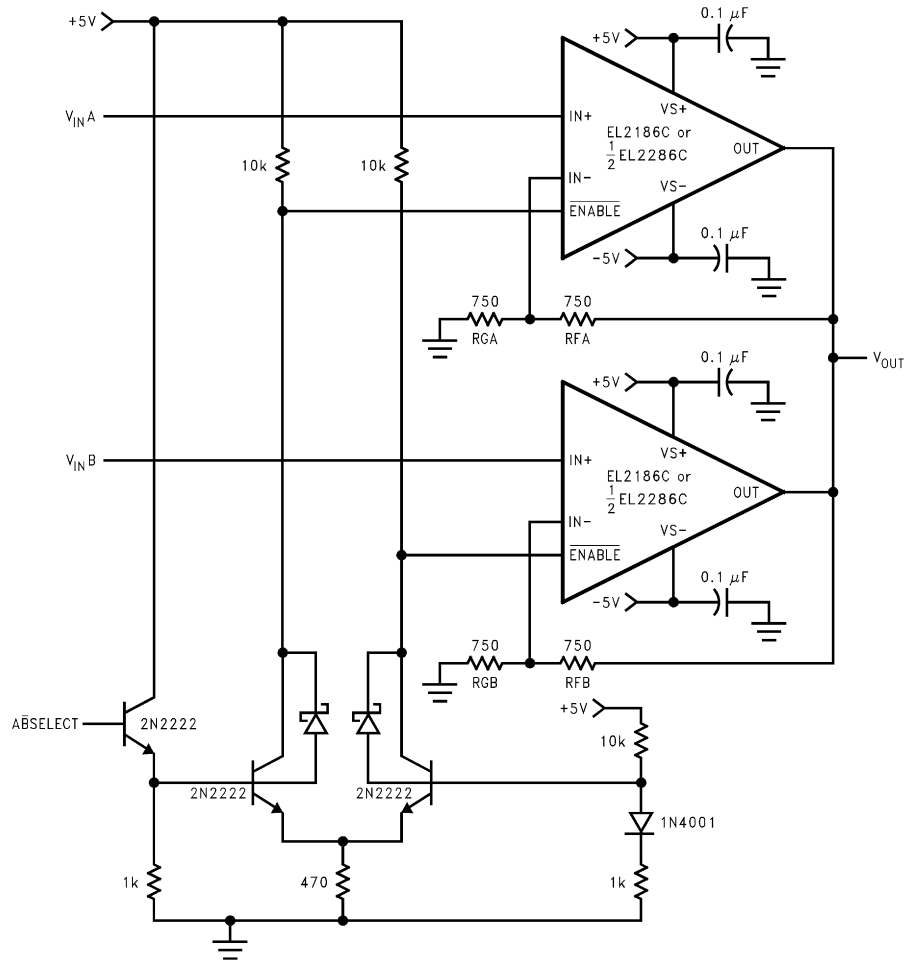 +5V
0.1 μF
+5V
V_IN A
IN+
VS+
EL2186C or
1/2 EL2286C
OUT
10k
10k
IN-
VS-
ENABLE
0.1 μF
-5V
750
750
RGA
RFA
0.1 μF
V_OUT
+5V
V_IN B
IN+
VS+
EL2186C or
1/2 EL2286C
OUT
IN-
VS-
ENABLE
0.1 μF
-5V
750
750
RGB
RFB
+5V
AB̅SELECT
2N2222
10k
2N2222
2N2222
1N4001
1k
470
1k